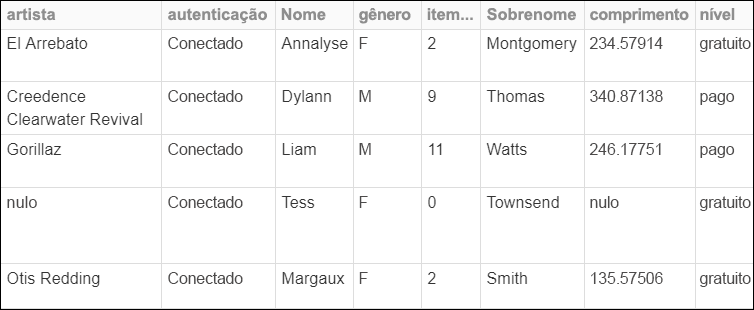 artista autenticação Nome gênero item... Sobrenome comprimento nível
El Arrebato Conectado Annalyse F 2 Montgomery 234.57914 gratuito
Creedence Conectado Dylann M 9 Thomas 340.87138 pago
Clearwater Revival
Gorillaz Conectado Liam M 11 Watts 246.17751 pago
nulo Conectado Tess F 0 Townsend nulo gratuito
Otis Redding Conectado Margaux F 2 Smith 135.57506 gratuito